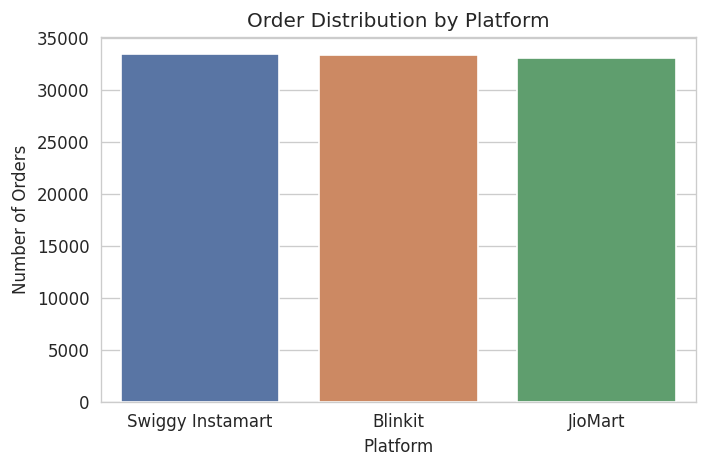 Order Distribution by Platform
35000
30000
25000
20000
15000
10000
5000
0
Number of Orders
Swiggy Instamart
Blinkit
JioMart
Platform